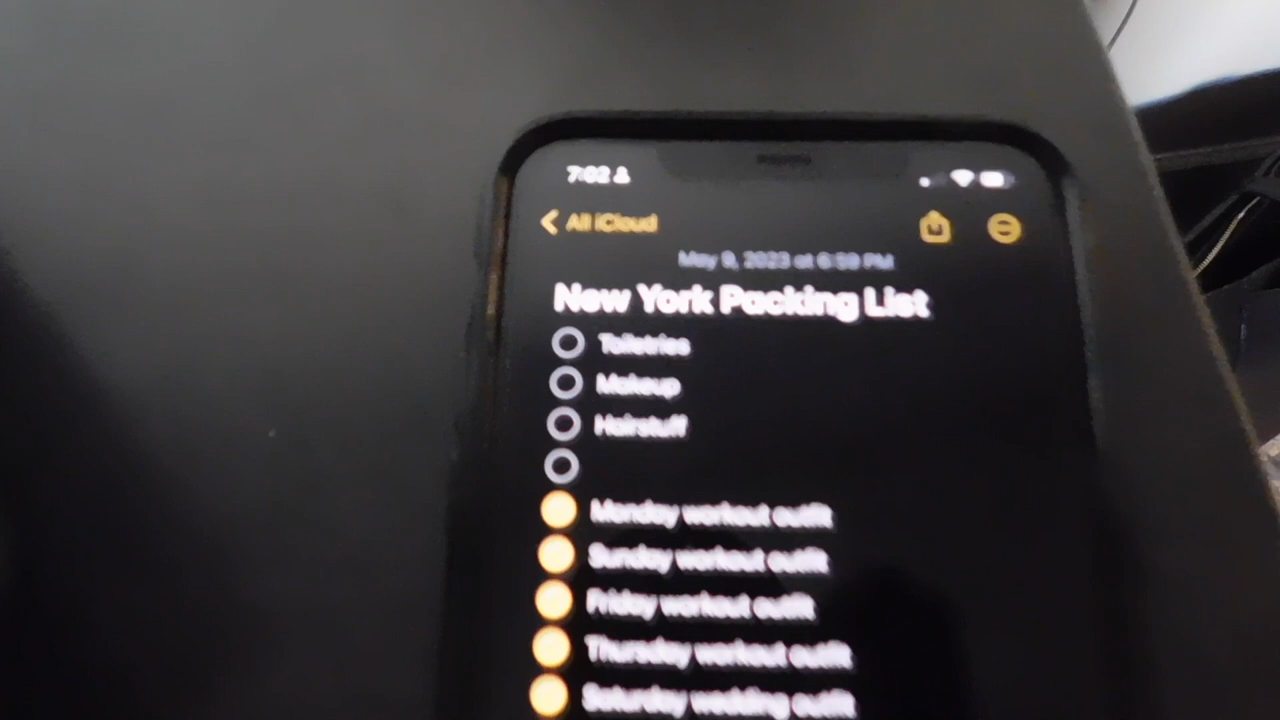 7:02
All iCloud
May 9, 2023 at 6:59 PM
New York Packing List
Toiletries
Makeup
Hairstuff
Monday workout outfit
Sunday workout outfit
Friday workout outfit
Thursday workout outfit
Saturday wedding outfit